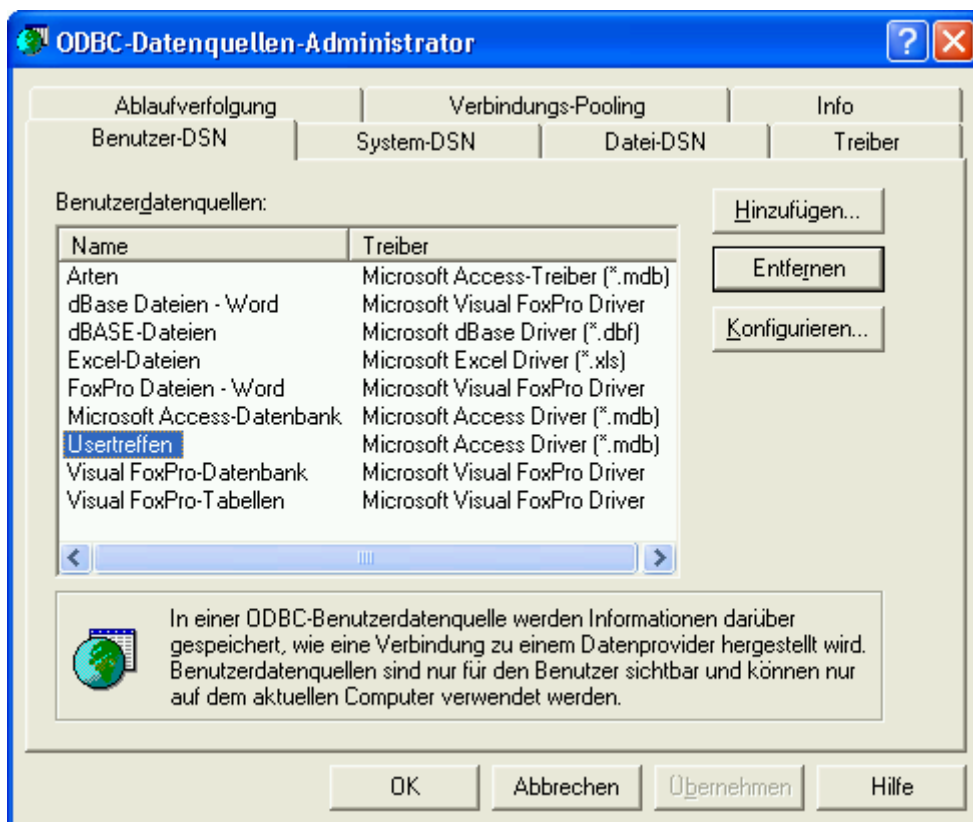 ODBC-Datenquellen-Administrator
Ablaufverfolgung Verbindungs-Pooling Info
Benutzer-DSN System-DSN Datei-DSN Treiber
Benutzerdatenquellen:
Hinzufügen...
Name Treiber
Entfernen
Arten Microsoft Access-Treiber (*.mdb)
dBase Dateien - Word Microsoft Visual FoxPro Driver
dBASE-Dateien Microsoft dBase Driver (*.dbf)
Konfigurieren...
Excel-Dateien Microsoft Excel Driver (*.xls)
FoxPro Dateien - Word Microsoft Visual FoxPro Driver
Microsoft Access-Datenbank Microsoft Access Driver (*.mdb)
Usertreffen Microsoft Access Driver (*.mdb)
Visual FoxPro-Datenbank Microsoft Visual FoxPro Driver
Visual FoxPro-Tabellen Microsoft Visual FoxPro Driver
In einer ODBC-Benutzerdatenquelle werden Informationen darüber
gespeichert, wie eine Verbindung zu einem Datenprovider hergestellt wird.
Benutzerdatenquellen sind nur für den Benutzer sichtbar und können nur
auf dem aktuellen Computer verwendet werden.
OK Abbrechen Übernehmen Hilfe